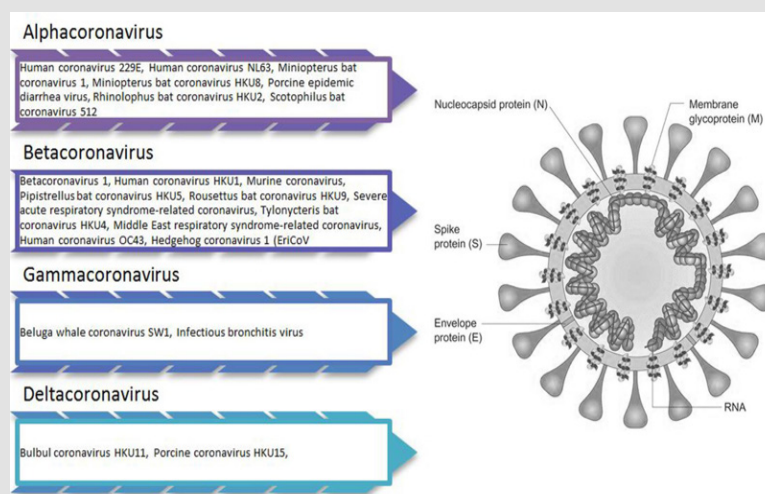 Alphacoronavirus
Human coronavirus 229E, Human coronavirus NL63, Miniopterus bat
coronavirus 1, Miniopterus bat coronavirus HKU8, Porcine epidemic
diarrhea virus, Rhinolophus bat coronavirus HKU2, Scotophilus bat
coronavirus 512
Betacoronavirus
Betacoronavirus 1, Human coronavirus HKU1, Murine coronavirus,
Pipistrellus bat coronavirus HKU5, Rousettus bat coronavirus HKU9, Severe
acute respiratory syndrome-related coronavirus, Tylonycteris bat
coronavirus HKU4, Middle East respiratory syndrome-related coronavirus,
Human coronavirus OC43, Hedgehog coronavirus 1 (EriCoV
Gammacoronavirus
Beluga whale coronavirus SW1, Infectious bronchitis virus
Deltacoronavirus
Bulbul coronavirus HKU11, Porcine coronavirus HKU15,
Nucleocapsid protein (N)
Membrane
glycoprotein (M)
Spike
protein (S)
Envelope
protein (E)
RNA